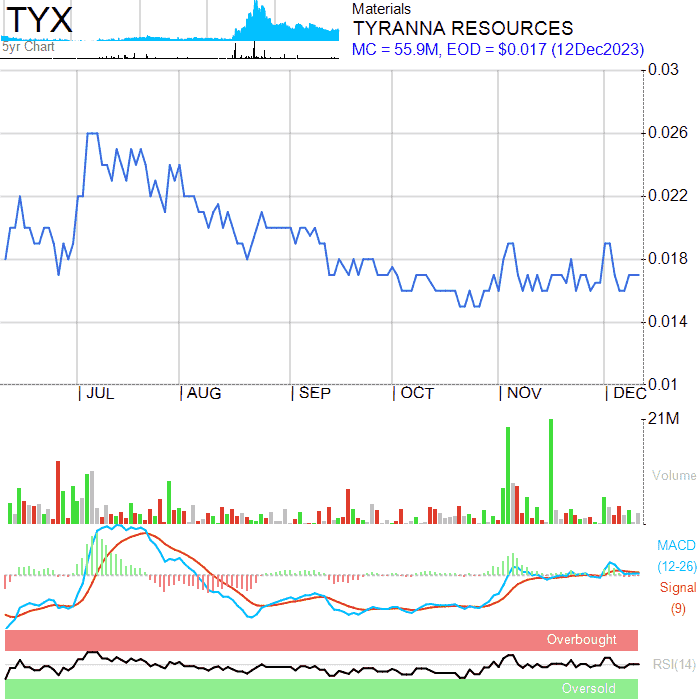 TYX
5yr Chart
Materials
TYRANNA RESOURCES
MC = 55.9M, EOD = $0.017 (12Dec2023)
0.03
0.026
0.022
0.018
0.014
0.01
| JUL | AUG | SEP | OCT | NOV | DEC
21M
Volume
MACD
(12-26)
Signal
(9)
Overbought
RSI(14)
Oversold